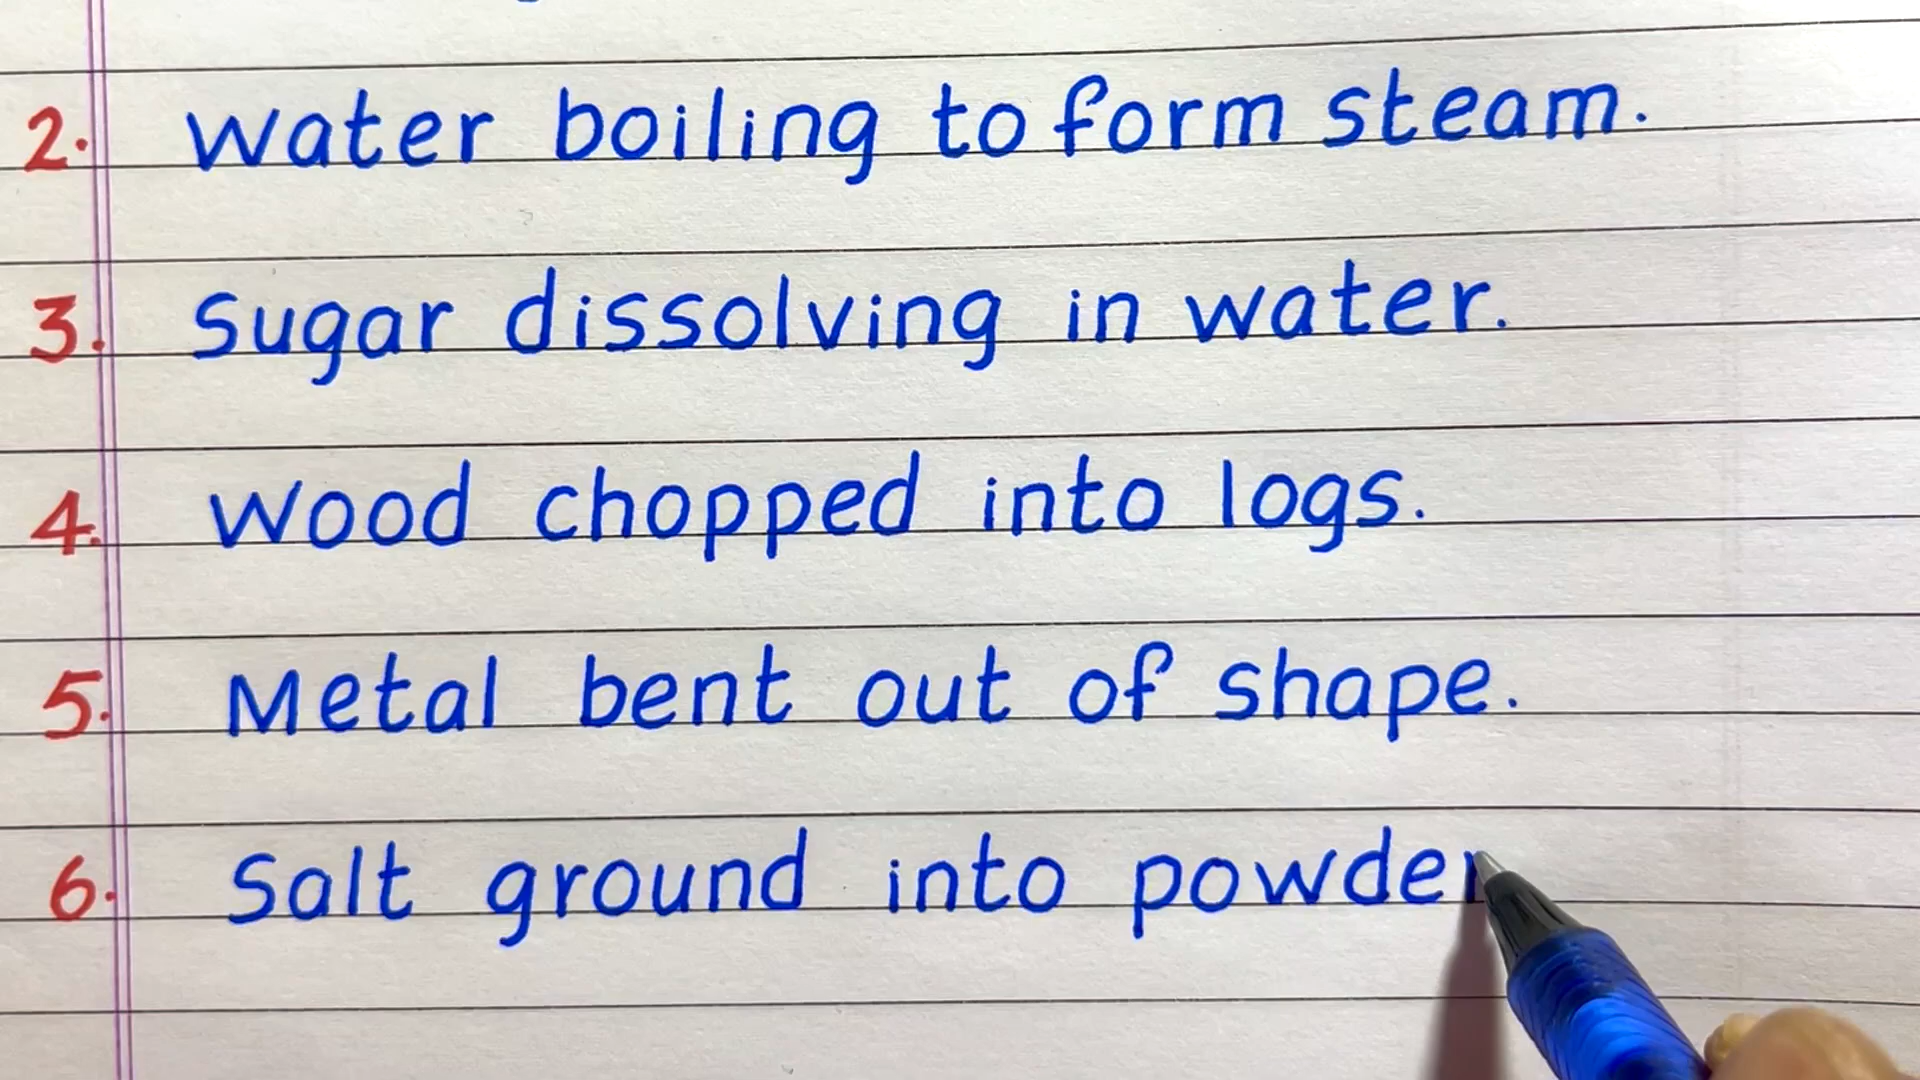 2. Water boiling to form steam.
3. Sugar dissolving in water.
4. Wood chopped into logs.
5. Metal bent out of shape.
6. Salt ground into powder